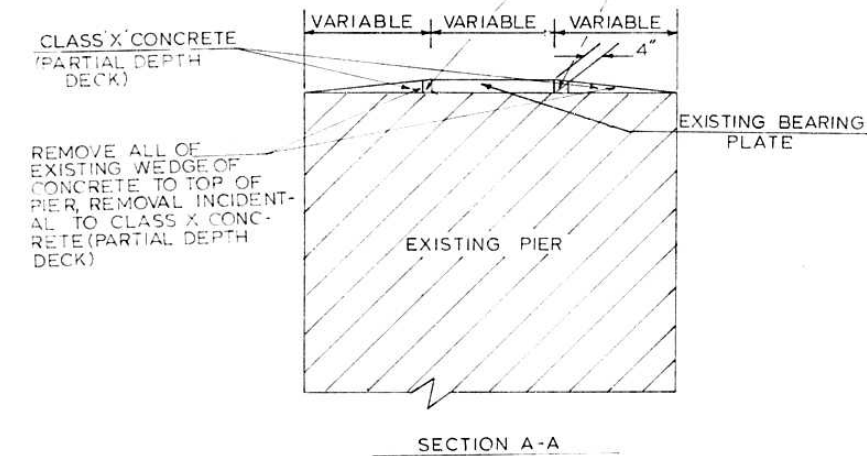 VARIABLE VARIABLE VARIABLE
CLASS 'X' CONCRETE
(PARTIAL DEPTH
DECK)
4"
EXISTING BEARING
PLATE
REMOVE ALL OF
EXISTING WEDGE OF
CONCRETE TO TOP OF
PIER, REMOVAL INCIDENT-
AL TO CLASS X CONC-
RETE (PARTIAL DEPTH
DECK)
EXISTING PIER
SECTION A-A